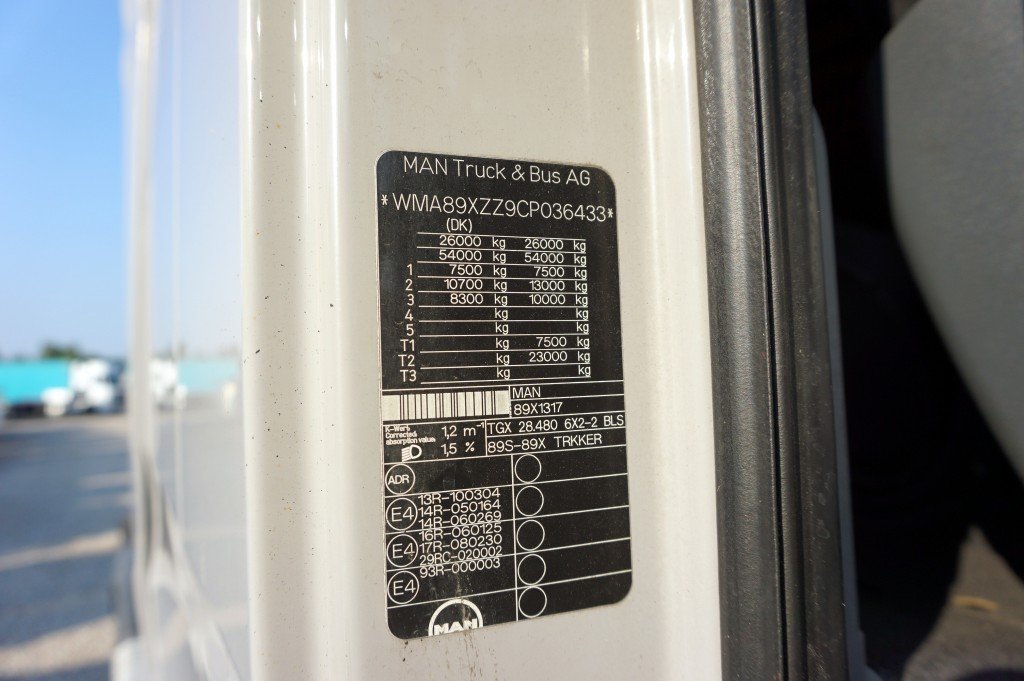 MAN Truck & Bus AG
*WMA89XZZ9CP036433*
(DK)
26000 kg 26000 kg
54000 kg 54000 kg
1 7500 kg 7500 kg
2 10700 kg 13000 kg
3 8300 kg 10000 kg
4 kg kg
5 kg kg
T1 kg 7500 kg
T2 kg 23000 kg
T3 kg kg
MAN
89X1317
K-Wert
Corrected
absorption value: 1,2 m⁻¹
1,5 %
TGX 28.480 6X2-2 BLS
89S-89X TRKKER
ADR
E4 13R-100304
14R-050164
14R-060269
E4 16R-060125
17R-080230
29RC-020002
E4 93R-000003
MAN